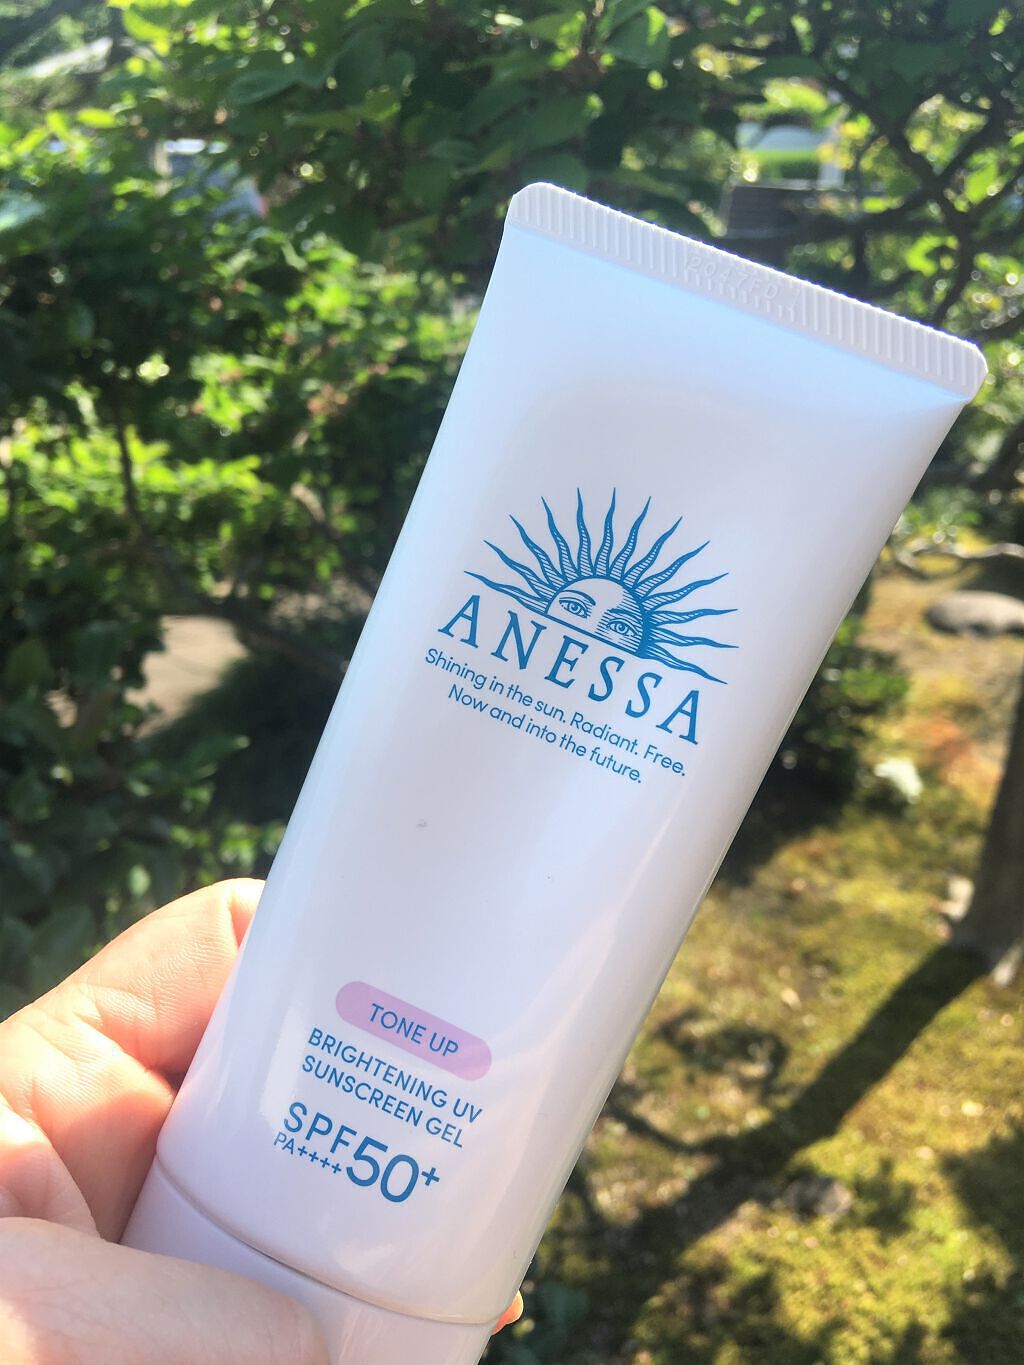 2047FD
ANESSA
Shining in the sun. Radiant. Free.
Now and into the future.
TONE UP
BRIGHTENING UV
SUNSCREEN GEL
SPF50+
PA++++